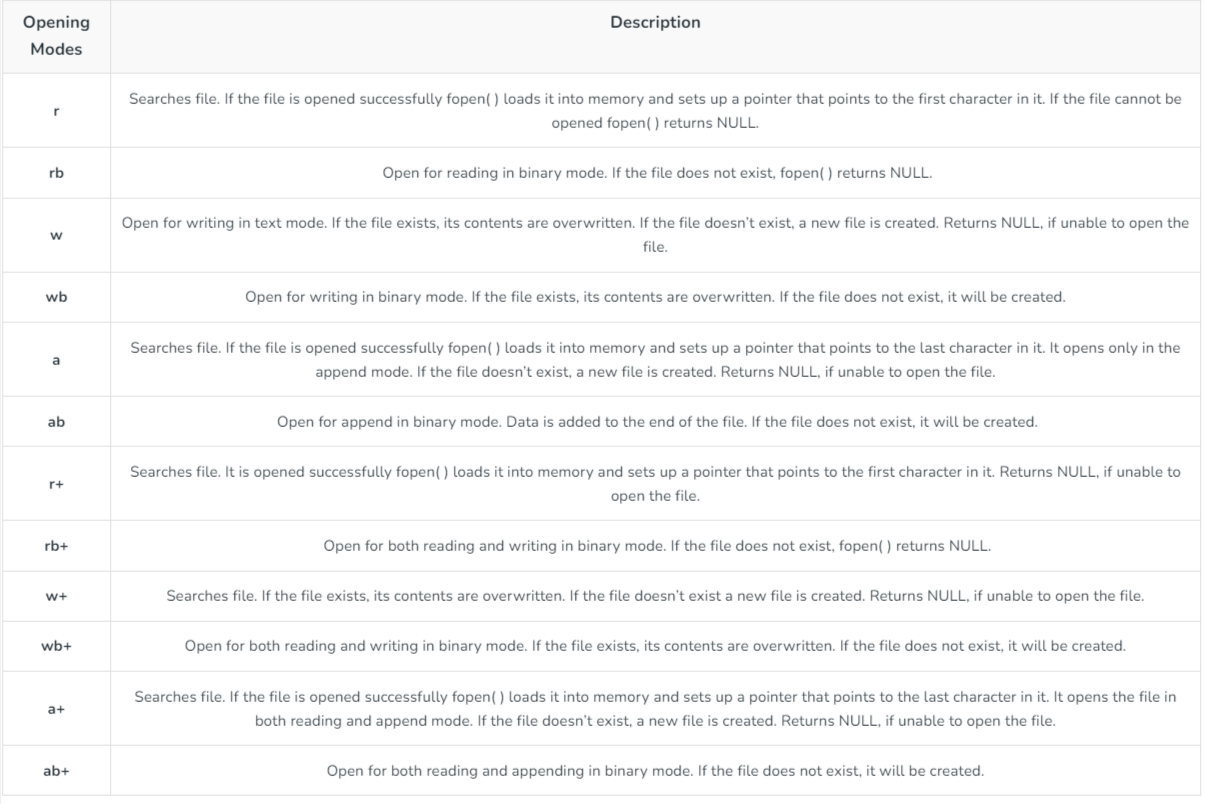 Opening
Modes
Description
r
Searches file. If the file is opened successfully fopen( ) loads it into memory and sets up a pointer that points to the first character in it. If the file cannot be
opened fopen( ) returns NULL.
rb
Open for reading in binary mode. If the file does not exist, fopen( ) returns NULL.
w
Open for writing in text mode. If the file exists, its contents are overwritten. If the file doesn’t exist, a new file is created. Returns NULL, if unable to open the
file.
wb
Open for writing in binary mode. If the file exists, its contents are overwritten. If the file does not exist, it will be created.
a
Searches file. If the file is opened successfully fopen( ) loads it into memory and sets up a pointer that points to the last character in it. It opens only in the
append mode. If the file doesn’t exist, a new file is created. Returns NULL, if unable to open the file.
ab
Open for append in binary mode. Data is added to the end of the file. If the file does not exist, it will be created.
r+
Searches file. It is opened successfully fopen( ) loads it into memory and sets up a pointer that points to the first character in it. Returns NULL, if unable to
open the file.
rb+
Open for both reading and writing in binary mode. If the file does not exist, fopen( ) returns NULL.
w+
Searches file. If the file exists, its contents are overwritten. If the file doesn’t exist a new file is created. Returns NULL, if unable to open the file.
wb+
Open for both reading and writing in binary mode. If the file exists, its contents are overwritten. If the file does not exist, it will be created.
a+
Searches file. If the file is opened successfully fopen( ) loads it into memory and sets up a pointer that points to the last character in it. It opens the file in
both reading and append mode. If the file doesn’t exist, a new file is created. Returns NULL, if unable to open the file.
ab+
Open for both reading and appending in binary mode. If the file does not exist, it will be created.